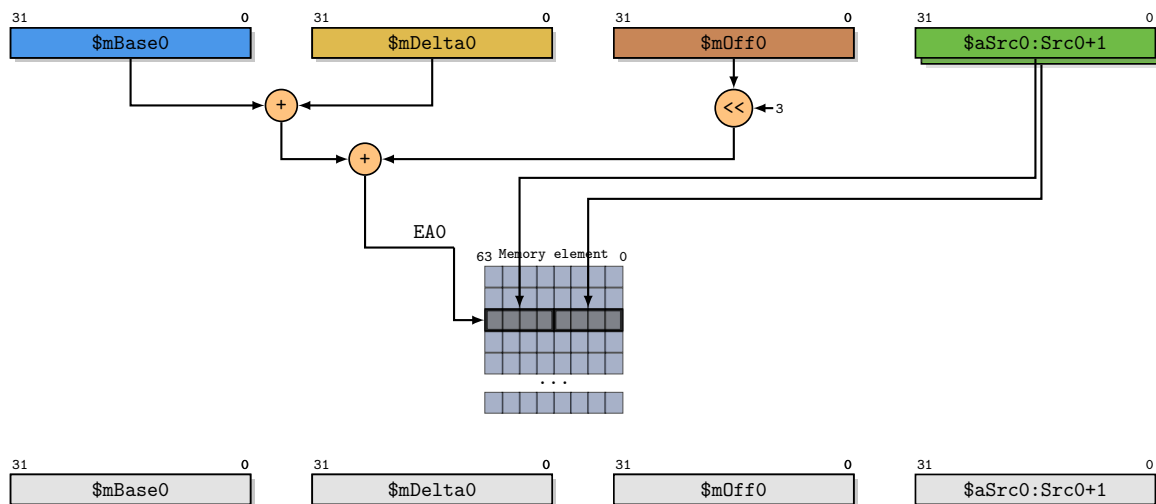 31 0 31 0 31 0 31 0
$mBase0 $mDelta0 $mOff0 $aSrc0:Src0+1
+ << 3
+
EA0
63 Memory element 0
...
31 0 31 0 31 0 31 0
$mBase0 $mDelta0 $mOff0 $aSrc0:Src0+1